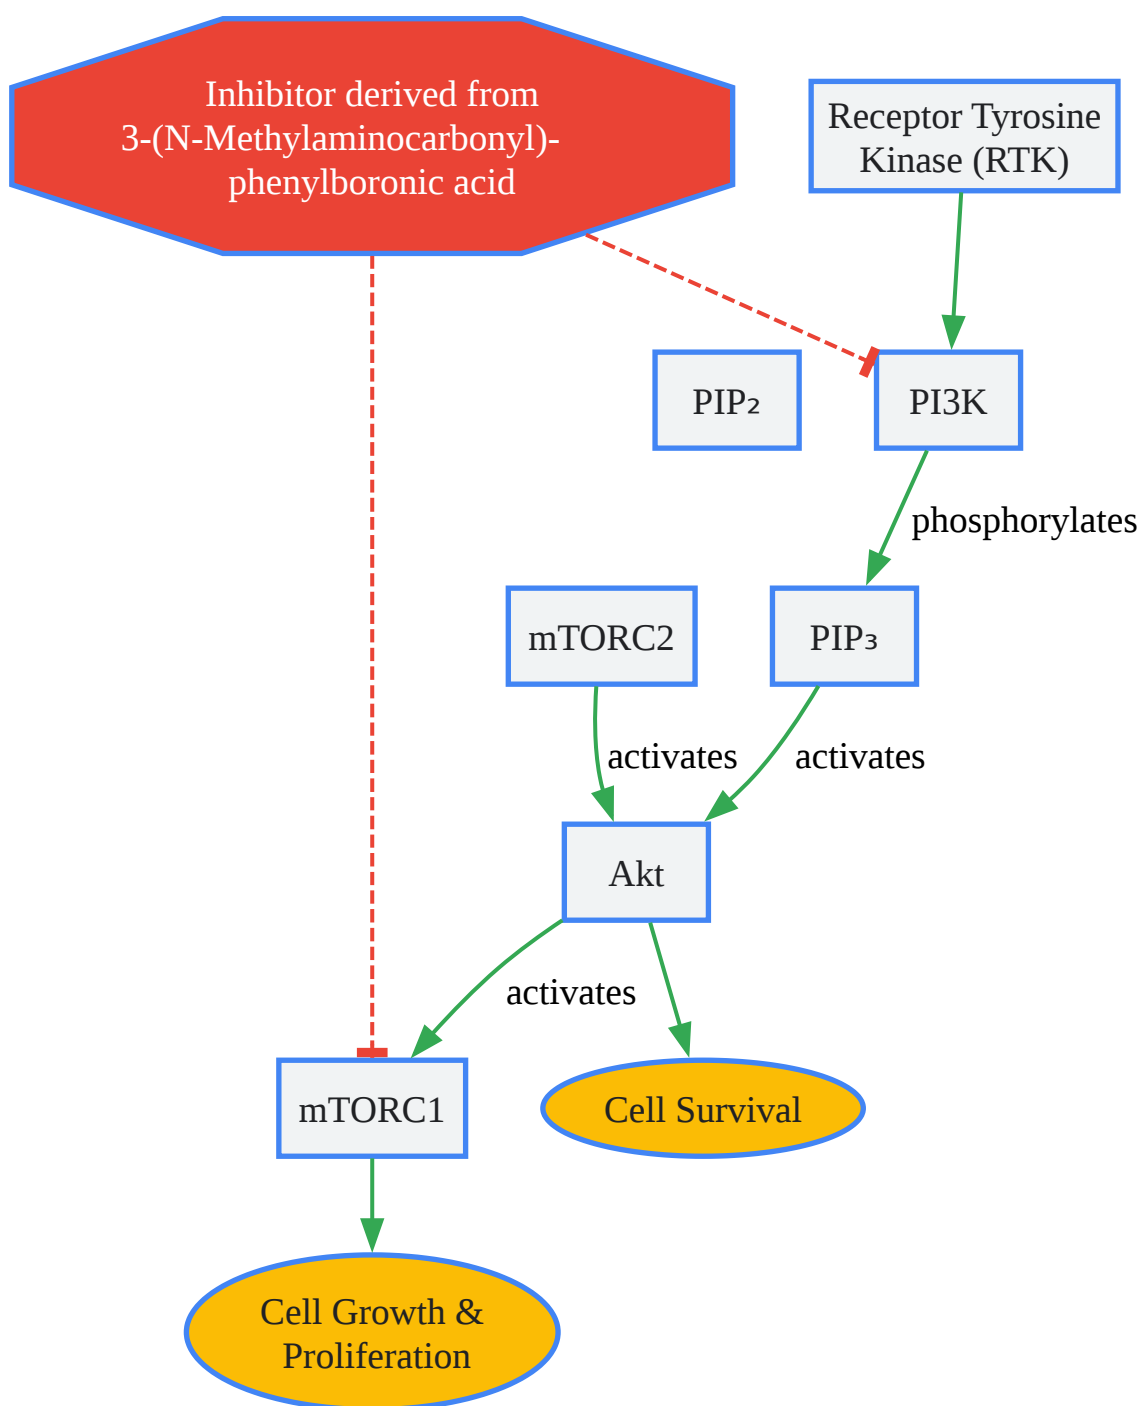 Inhibitor derived from
3-(N-Methylaminocarbonyl)-
phenylboronic acid
Receptor Tyrosine
Kinase (RTK)
PIP₂
PI3K
phosphorylates
mTORC2
PIP₃
activates
activates
Akt
activates
mTORC1
Cell Survival
Cell Growth &
Proliferation